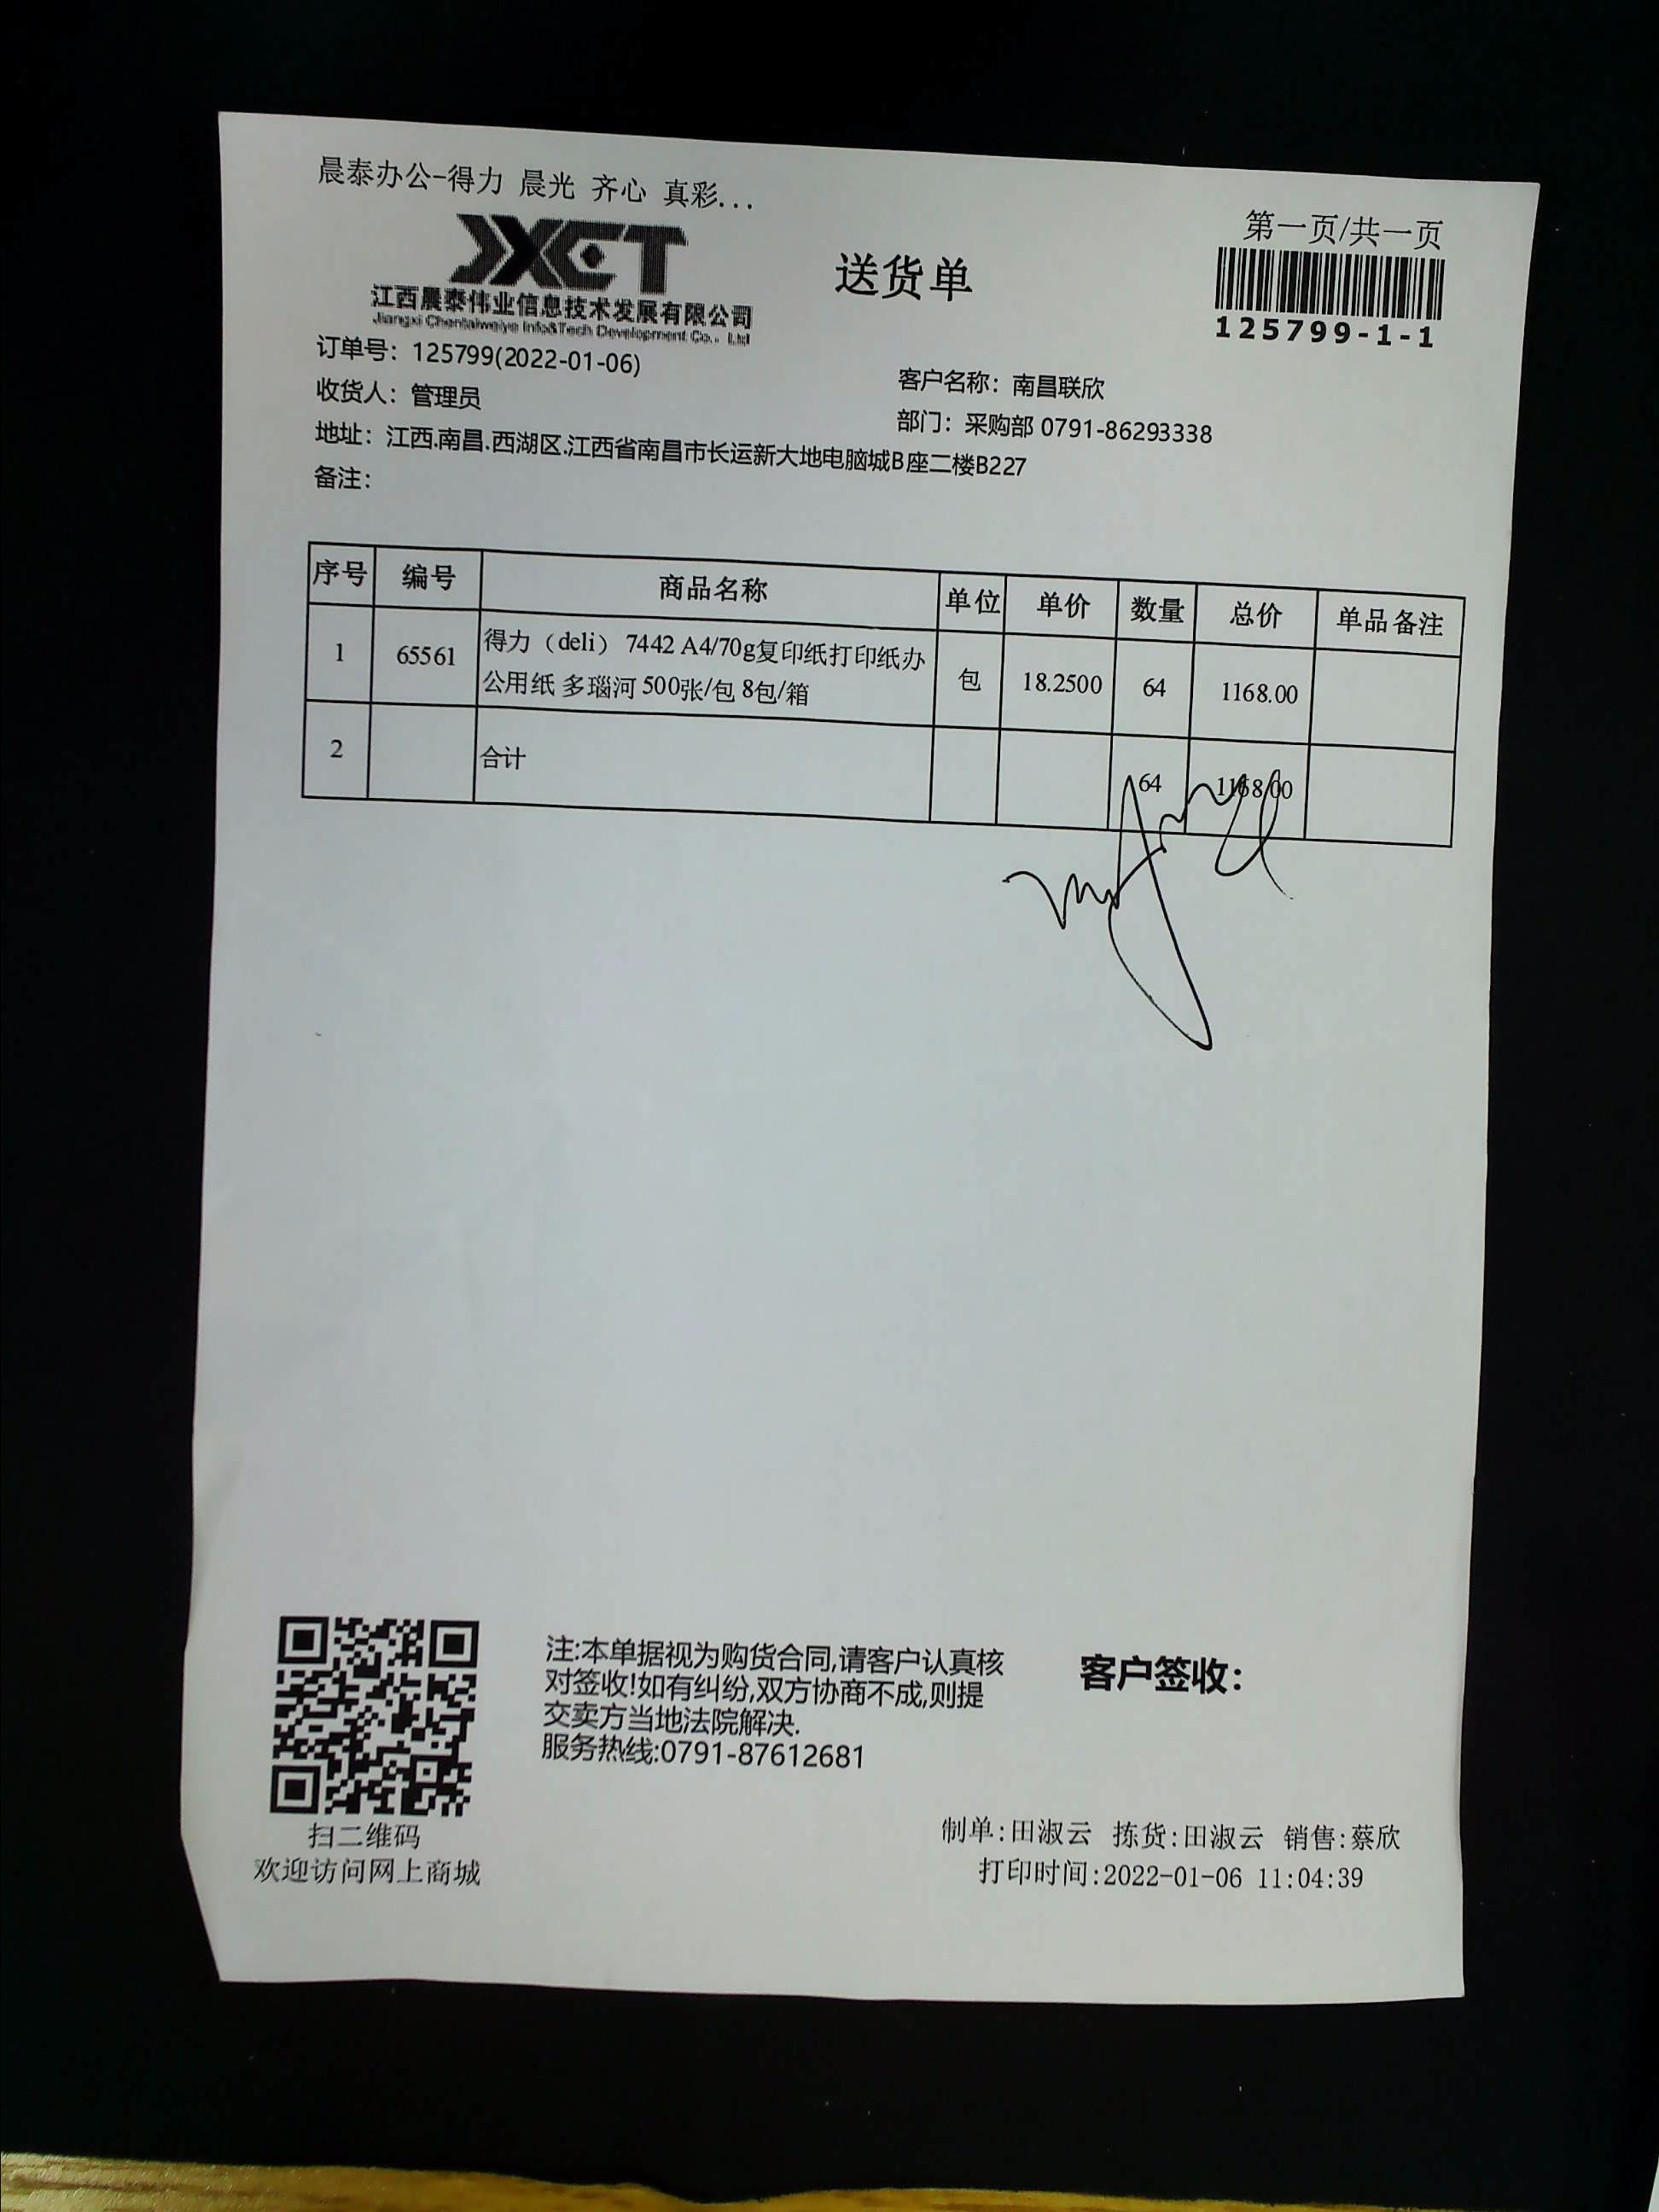 晨泰办公-得力 晨光 齐心 真彩...
第一页/共一页
JXCT
送货单
江西晨泰伟业信息技术发展有限公司
Jiangxi Chentaiweiye Info&Tech Development Co., Ltd
125799-1-1
订单号：125799(2022-01-06)
客户名称：南昌联欣
收货人：管理员
部门：采购部 0791-86293338
地址：江西.南昌.西湖区.江西省南昌市长运新大地电脑城B座二楼B227
备注：
序号 编号 商品名称 单位 单价 数量 总价 单品备注
1 65561 得力（deli） 7442 A4/70g复印纸打印纸办 包 18.2500 64 1168.00
公用纸 多瑙河 500张/包 8包/箱
2 合计 64 1168.00
注:本单据视为购货合同,请客户认真核
对签收!如有纠纷,双方协商不成,则提
交卖方当地法院解决.
服务热线:0791-87612681
客户签收：
扫二维码
欢迎访问网上商城
制单:田淑云 拣货:田淑云 销售:蔡欣
打印时间:2022-01-06 11:04:39